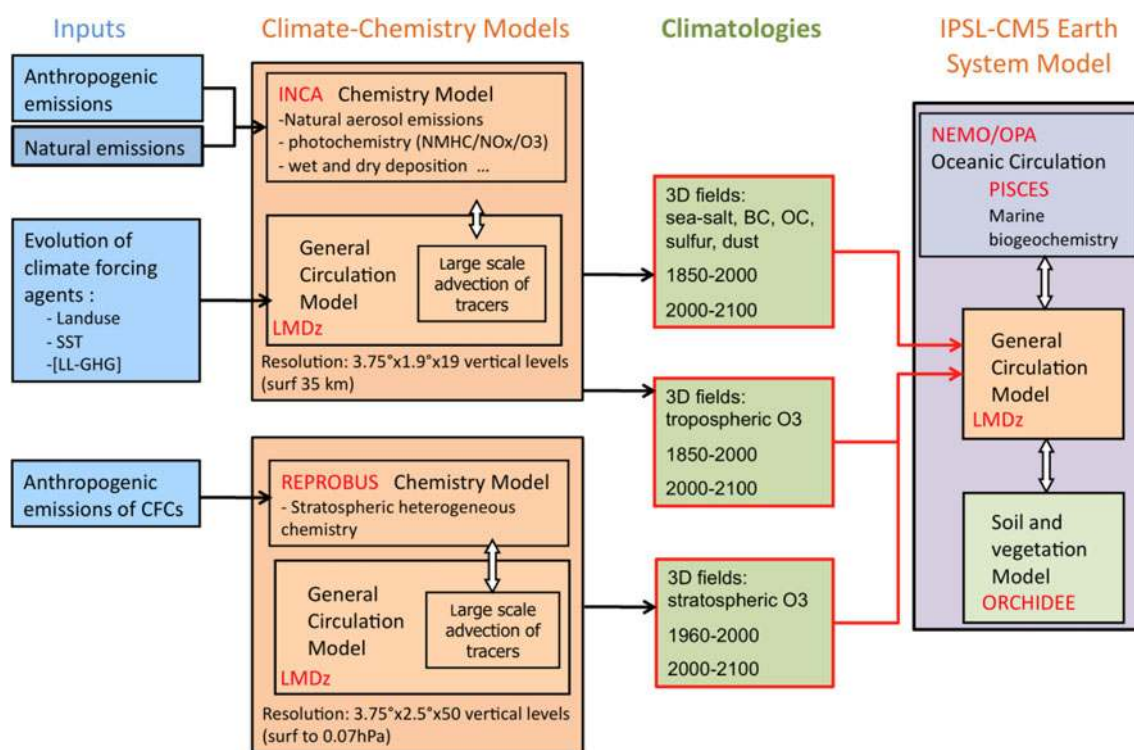 Inputs
Climate-Chemistry Models
Climatologies
IPSL-CM5 Earth
System Model
Anthropogenic
emissions
Natural emissions
Evolution of
climate forcing
agents :
- Landuse
- SST
-[LL-GHG]
Anthropogenic
emissions of CFCs
INCA Chemistry Model
-Natural aerosol emissions
- photochemistry (NMHC/NOx/O3)
- wet and dry deposition ...
General
Circulation
Model
LMDz
Large scale
advection of
tracers
Resolution: 3.75°x1.9°x19 vertical levels
(surf 35 km)
REPROBUS Chemistry Model
- Stratospheric heterogeneous
chemistry
General
Circulation
Model
LMDz
Large scale
advection of
tracers
Resolution: 3.75°x2.5°x50 vertical levels
(surf to 0.07hPa)
3D fields:
sea-salt, BC, OC,
sulfur, dust
1850-2000
2000-2100
3D fields:
tropospheric O3
1850-2000
2000-2100
3D fields:
stratospheric O3
1960-2000
2000-2100
NEMO/OPA
Oceanic Circulation
PISCES
Marine
biogeochemistry
General
Circulation
Model
LMDz
Soil and
vegetation
Model
ORCHIDEE